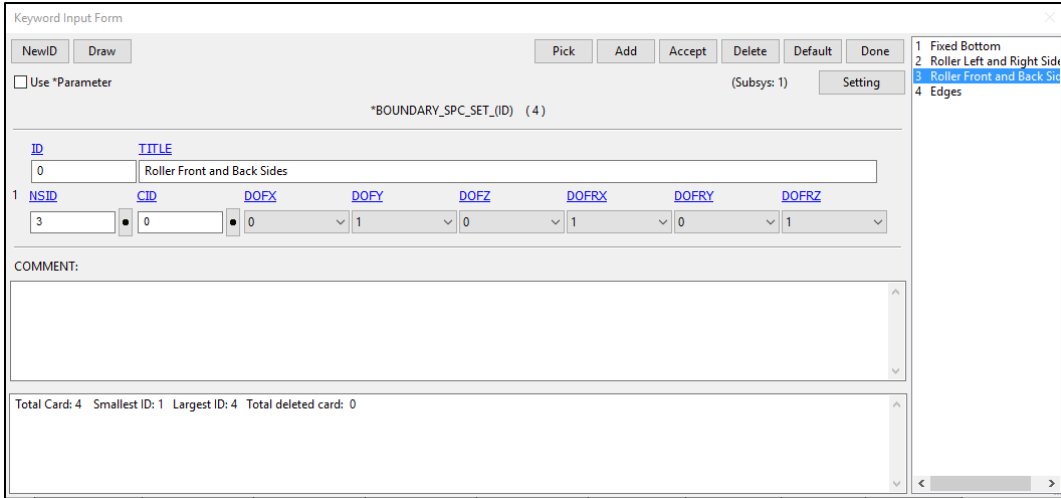 Keyword Input Form
NewID Draw Pick Add Accept Delete Default Done
Use *Parameter (Subsys: 1) Setting
*BOUNDARY_SPC_SET_(ID) (4)
ID TITLE
0 Roller Front and Back Sides
1 NSID CID DOFX DOFY DOFZ DOFRX DOFRY DOFRZ
3 0 0 1 0 1 0 1
COMMENT:
Total Card: 4 Smallest ID: 1 Largest ID: 4 Total deleted card: 0
1 Fixed Bottom
2 Roller Left and Right Side
3 Roller Front and Back Sid
4 Edges